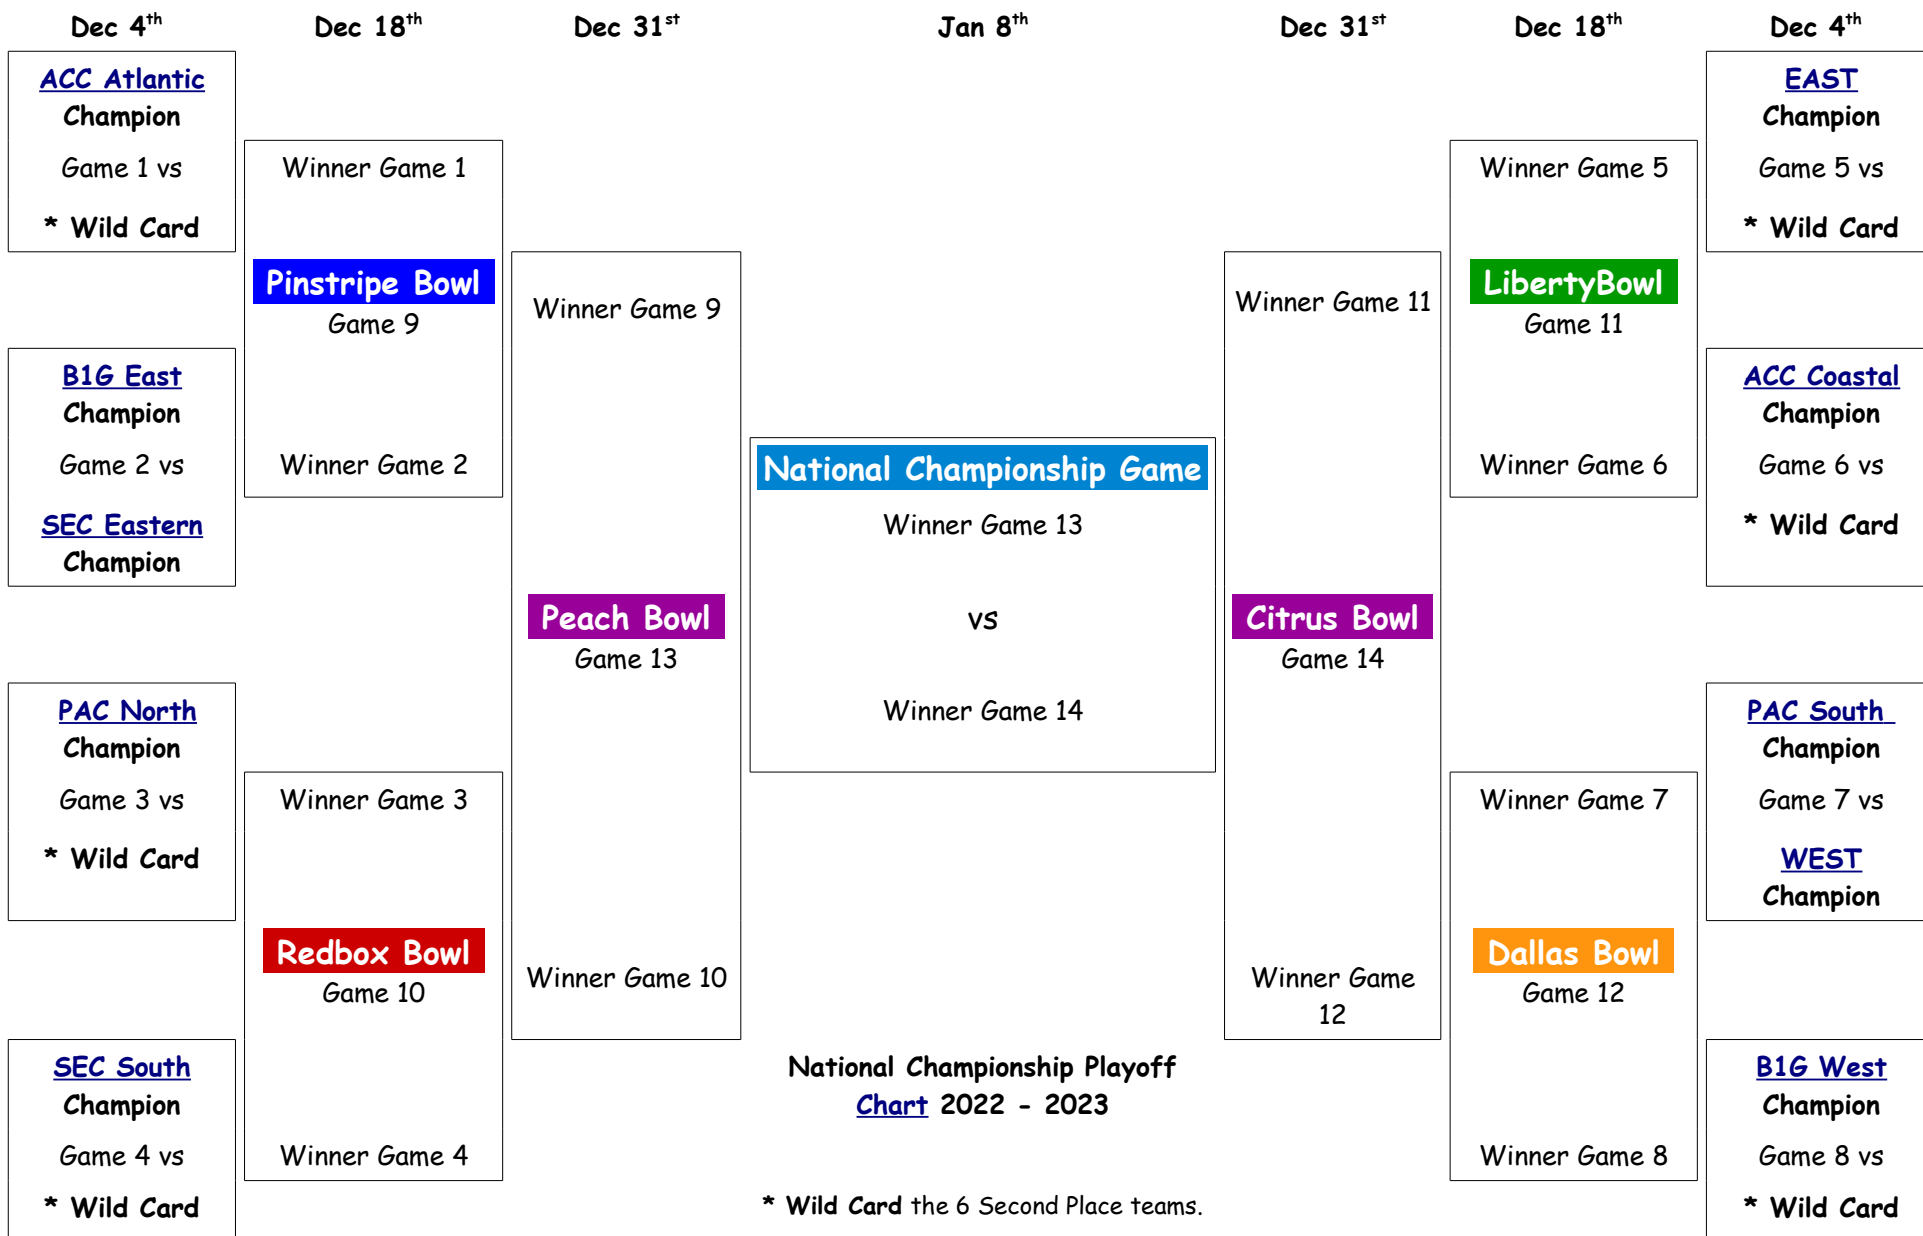 Dec 4th
Dec 18th
Dec 31st
Jan 8th
Dec 31st
Dec 18th
Dec 4th
ACC Atlantic
Champion
Game 1 vs
* Wild Card
B1G East
Champion
Game 2 vs
SEC Eastern
Champion
PAC North
Champion
Game 3 vs
* Wild Card
SEC South
Champion
Game 4 vs
* Wild Card
Winner Game 1
Pinstripe Bowl
Game 9
Winner Game 2
Winner Game 3
Redbox Bowl
Game 10
Winner Game 4
Winner Game 9
Peach Bowl
Game 13
Winner Game 10
National Championship Game
Winner Game 13
vs
Winner Game 14
National Championship Playoff
Chart 2022 - 2023
* Wild Card the 6 Second Place teams.
Winner Game 11
Citrus Bowl
Game 14
Winner Game
12
Winner Game 5
LibertyBowl
Game 11
Winner Game 6
Winner Game 7
Dallas Bowl
Game 12
Winner Game 8
EAST
Champion
Game 5 vs
* Wild Card
ACC Coastal
Champion
Game 6 vs
* Wild Card
PAC South
Champion
Game 7 vs
WEST
Champion
B1G West
Champion
Game 8 vs
* Wild Card